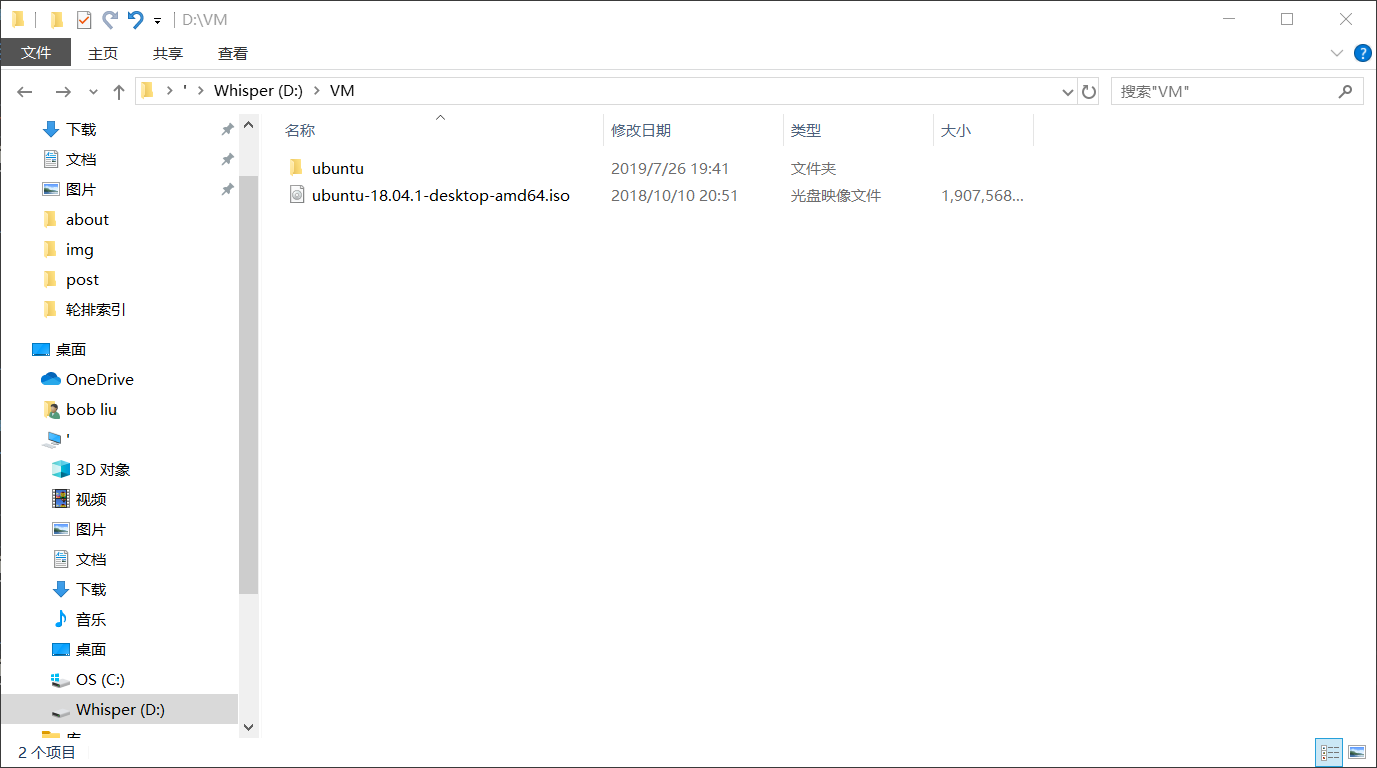 D:\VM
文件 主页 共享 查看
' Whisper (D:) VM
搜索"VM"
名称 修改日期 类型 大小
ubuntu 2019/7/26 19:41 文件夹
ubuntu-18.04.1-desktop-amd64.iso 2018/10/10 20:51 光盘映像文件 1,907,568...
下载
文档
图片
about
img
post
轮排索引
桌面
OneDrive
bob liu
'
3D 对象
视频
图片
文档
下载
音乐
桌面
OS (C:)
Whisper (D:)
2 个项目